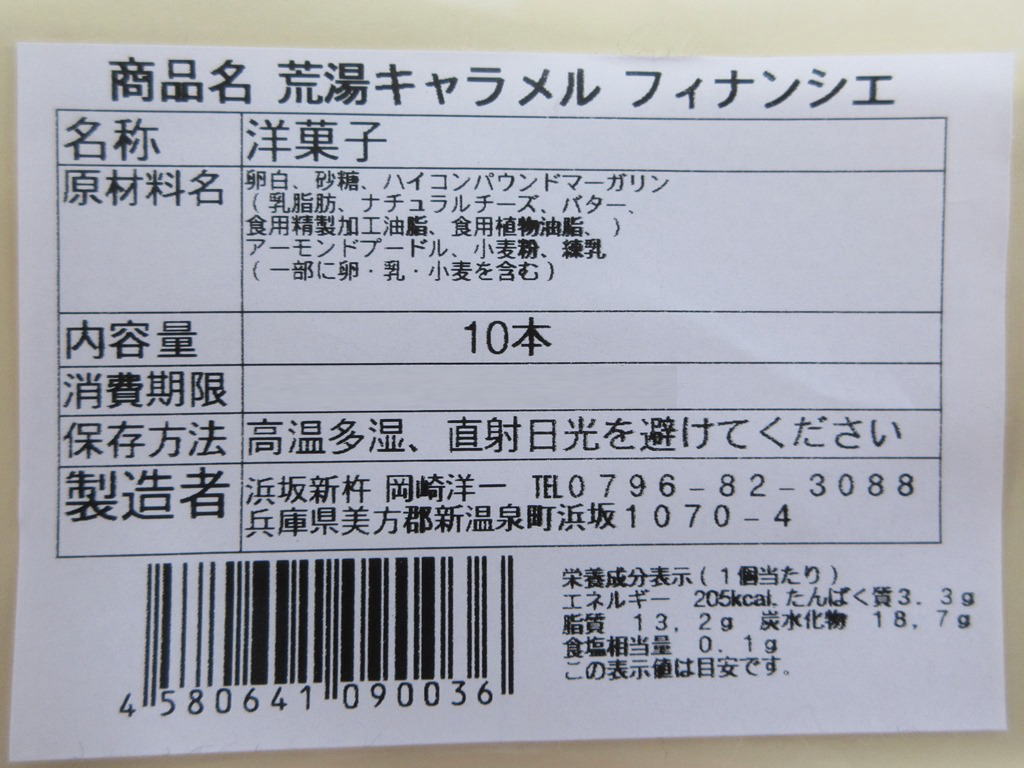 商品名 荒湯キャラメル フィナンシエ
名称 洋菓子
原材料名 卵白、砂糖、ハイコンパウンドマーガリン
（乳脂肪、ナチュラルチーズ、バター、
食用精製加工油脂、食用植物油脂、）
アーモンドプードル、小麦粉、練乳
（一部に卵・乳・小麦を含む）
内容量 10本
消費期限
保存方法 高温多湿、直射日光を避けてください
製造者 浜坂新杵 岡崎洋一 TEL０７９６－８２－３０８８
兵庫県美方郡新温泉町浜坂１０７０－４
栄養成分表示（１個当たり）
エネルギー 205kcal. たんぱく質３．３ｇ
脂質 １３，２ｇ 炭水化物 １８，７ｇ
食塩相当量 ０．１ｇ
この表示値は目安です。
4 580641 090036